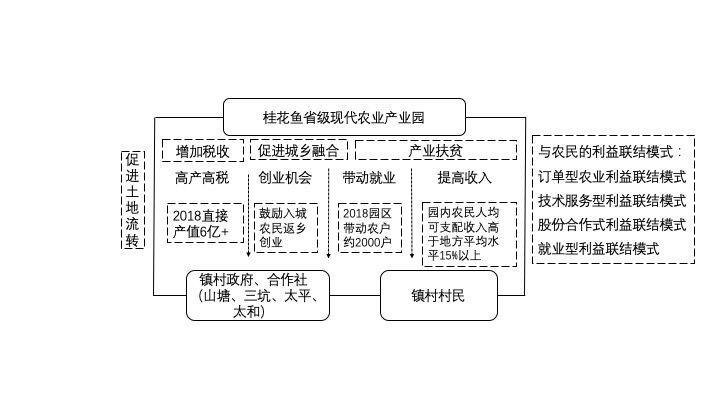 桂花鱼省级现代农业产业园
增加税收
促进城乡融合
产业扶贫
高产高税
创业机会
带动就业
提高收入
2018直接
产值6亿+
鼓励入城
农民返乡
创业
2018园区
带动农户
约2000户
园内农民人均
可支配收入高
于地方平均水
平15%以上
镇村政府、合作社
（山塘、三坑、太平、
太和）
镇村村民
促
进
土
地
流
转
与农民的利益联结模式：
订单型农业利益联结模式
技术服务型利益联结模式
股份合作式利益联结模式
就业型利益联结模式